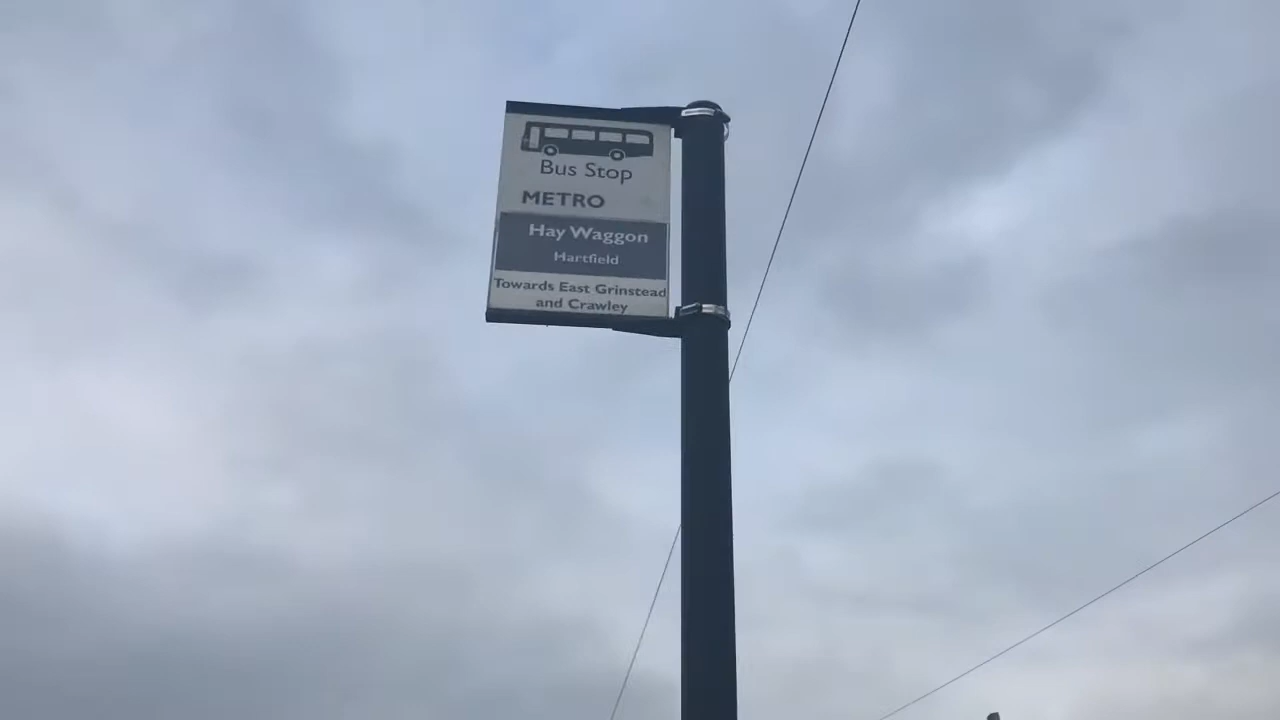 Bus Stop
METRO
Hay Waggon
Hartfield
Towards East Grinstead
and Crawley